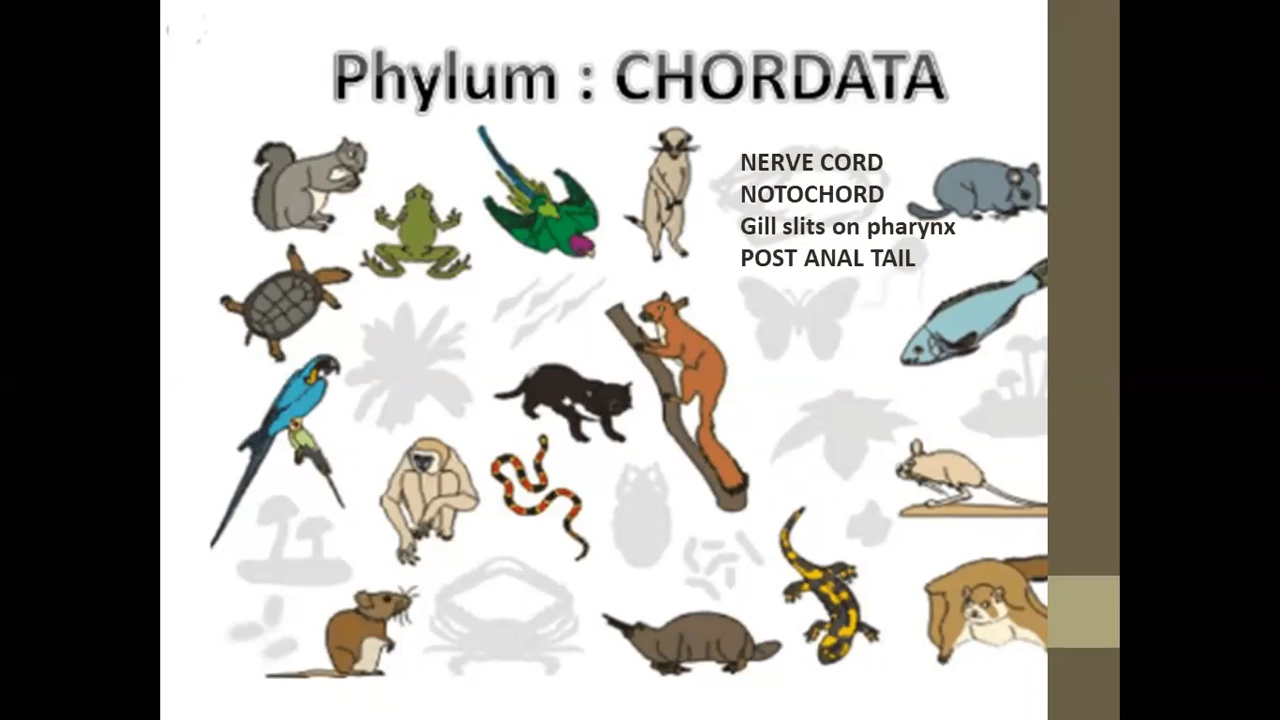 Phylum : CHORDATA
NERVE CORD
NOTOCHORD
Gill slits on pharynx
POST ANAL TAIL